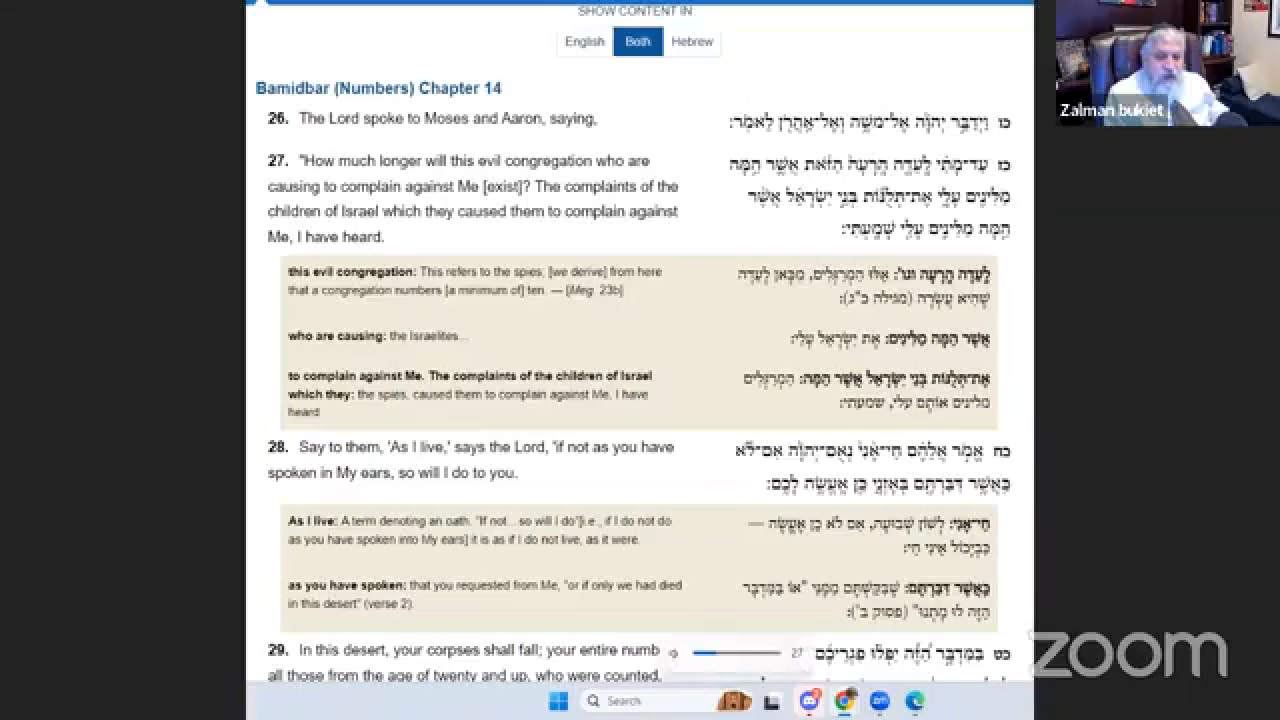 SHOW CONTENT IN
English Both Hebrew
Bamidbar (Numbers) Chapter 14
26. The Lord spoke to Moses and Aaron, saying,
כו וַיְדַבֵּר יְהֹוָה אֶל־משֶׁה וְאֶל־אַהֲרֹן לֵאמֹר:
27. "How much longer will this evil congregation who are
causing to complain against Me [exist]? The complaints of the
children of Israel which they caused them to complain against
Me, I have heard.
כז עַד־מָתַי לָעֵדָה הָרָעָה הַזֹּאת אֲשֶׁר הֵמָּה
מַלִּינִים עָלָי אֶת־תְּלֻנּוֹת בְּנֵי יִשְׂרָאֵל אֲשֶׁר
הֵמָּה מַלִּינִים עָלַי שָׁמָעְתִּי:
this evil congregation: This refers to the spies; [we derive] from here
that a congregation numbers [a minimum of] ten. — [Meg. 23b]
לָעֵדָה הָרָעָה וגו': אֵלּוּ הַמְרַגְּלִים, מִכָּאן לְעֵדָה
שֶׁהִיא עֲשָׂרָה (מגילה כ"ג):
who are causing: the Israelites...
אֲשֶׁר הֵמָּה מַלִּינִים: אֶת יִשְׂרָאֵל עָלַי:
to complain against Me. The complaints of the children of Israel
which they: the spies, caused them to complain against Me, I have
heard
אֶת־תְּלֻנּוֹת בְּנֵי יִשְׂרָאֵל אֲשֶׁר הֵמָּה: הַמְרַגְּלִים
מַלִּינִים אוֹתָם עָלַי, שָׁמַעְתִּי:
28. Say to them, 'As I live,' says the Lord, 'if not as you have
spoken in My ears, so will I do to you.
כח אֱמֹר אֲלֵהֶם חַי־אָנִי נְאֻם־יְהֹוָה אִם־לֹא
כַּאֲשֶׁר דִּבַּרְתֶּם בְּאָזְנָי כֵּן אֶעֱשֶׂה לָכֶם:
As I live: A term denoting an oath. "If not... so will I do"[i.e., if I do not do
as you have spoken into My ears] it is as if I do not live, as it were.
חַי־אָנִי: לְשׁוֹן שְׁבוּעָה, אִם לֹא כֵן אֶעֱשֶׂה —
כִּבְיָכוֹל אֵינִי חַי:
as you have spoken: that you requested from Me, "or if only we had died
in this desert" (verse 2).
כַּאֲשֶׁר דִּבַּרְתֶּם: שֶׁבִּקַּשְׁתֶּם מִמֶּנִּי "אוֹ בַּמִּדְבָּר
הַזֶּה לוּ מָתְנוּ" (פסוק ב'):
29. In this desert, your corpses shall fall; your entire numb
all those from the age of twenty and up, who were counted,
כט בַּמִּדְבָּר הַזֶּה יִפְּלוּ פִגְרֵיכֶם
27
Search
Zalman bukiet
zoom